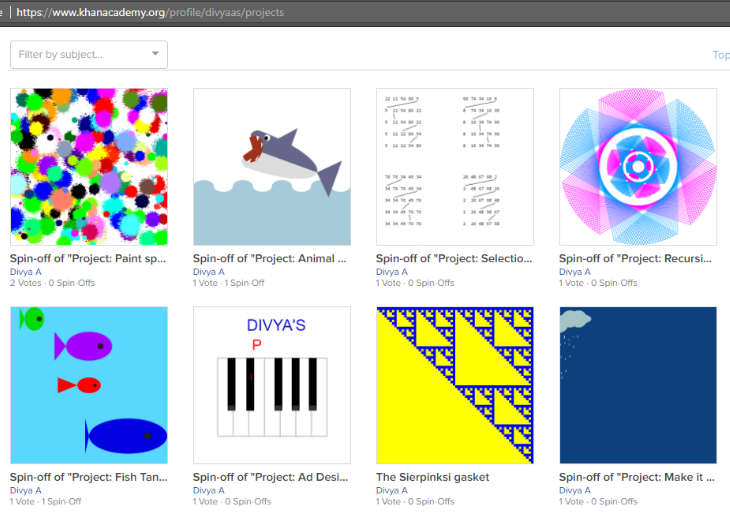 https://www.khanacademy.org/profile/divyaas/projects
Filter by subject...
Top
Spin-off of "Project: Paint sp...
Divya A
2 Votes · 0 Spin-Offs
Spin-off of "Project: Animal ...
Divya A
1 Vote · 1 Spin-Off
Spin-off of "Project: Selectio...
Divya A
1 Vote · 0 Spin-Offs
Spin-off of "Project: Recursi...
Divya A
1 Vote · 0 Spin-Offs
DIVYA'S
P
Spin-off of "Project: Fish Tan...
Divya A
1 Vote · 1 Spin-Off
Spin-off of "Project: Ad Desi...
Divya A
1 Vote · 0 Spin-Offs
The Sierpinksi gasket
Divya A
1 Vote · 0 Spin-Offs
Spin-off of "Project: Make it ...
Divya A
1 Vote · 0 Spin-Offs